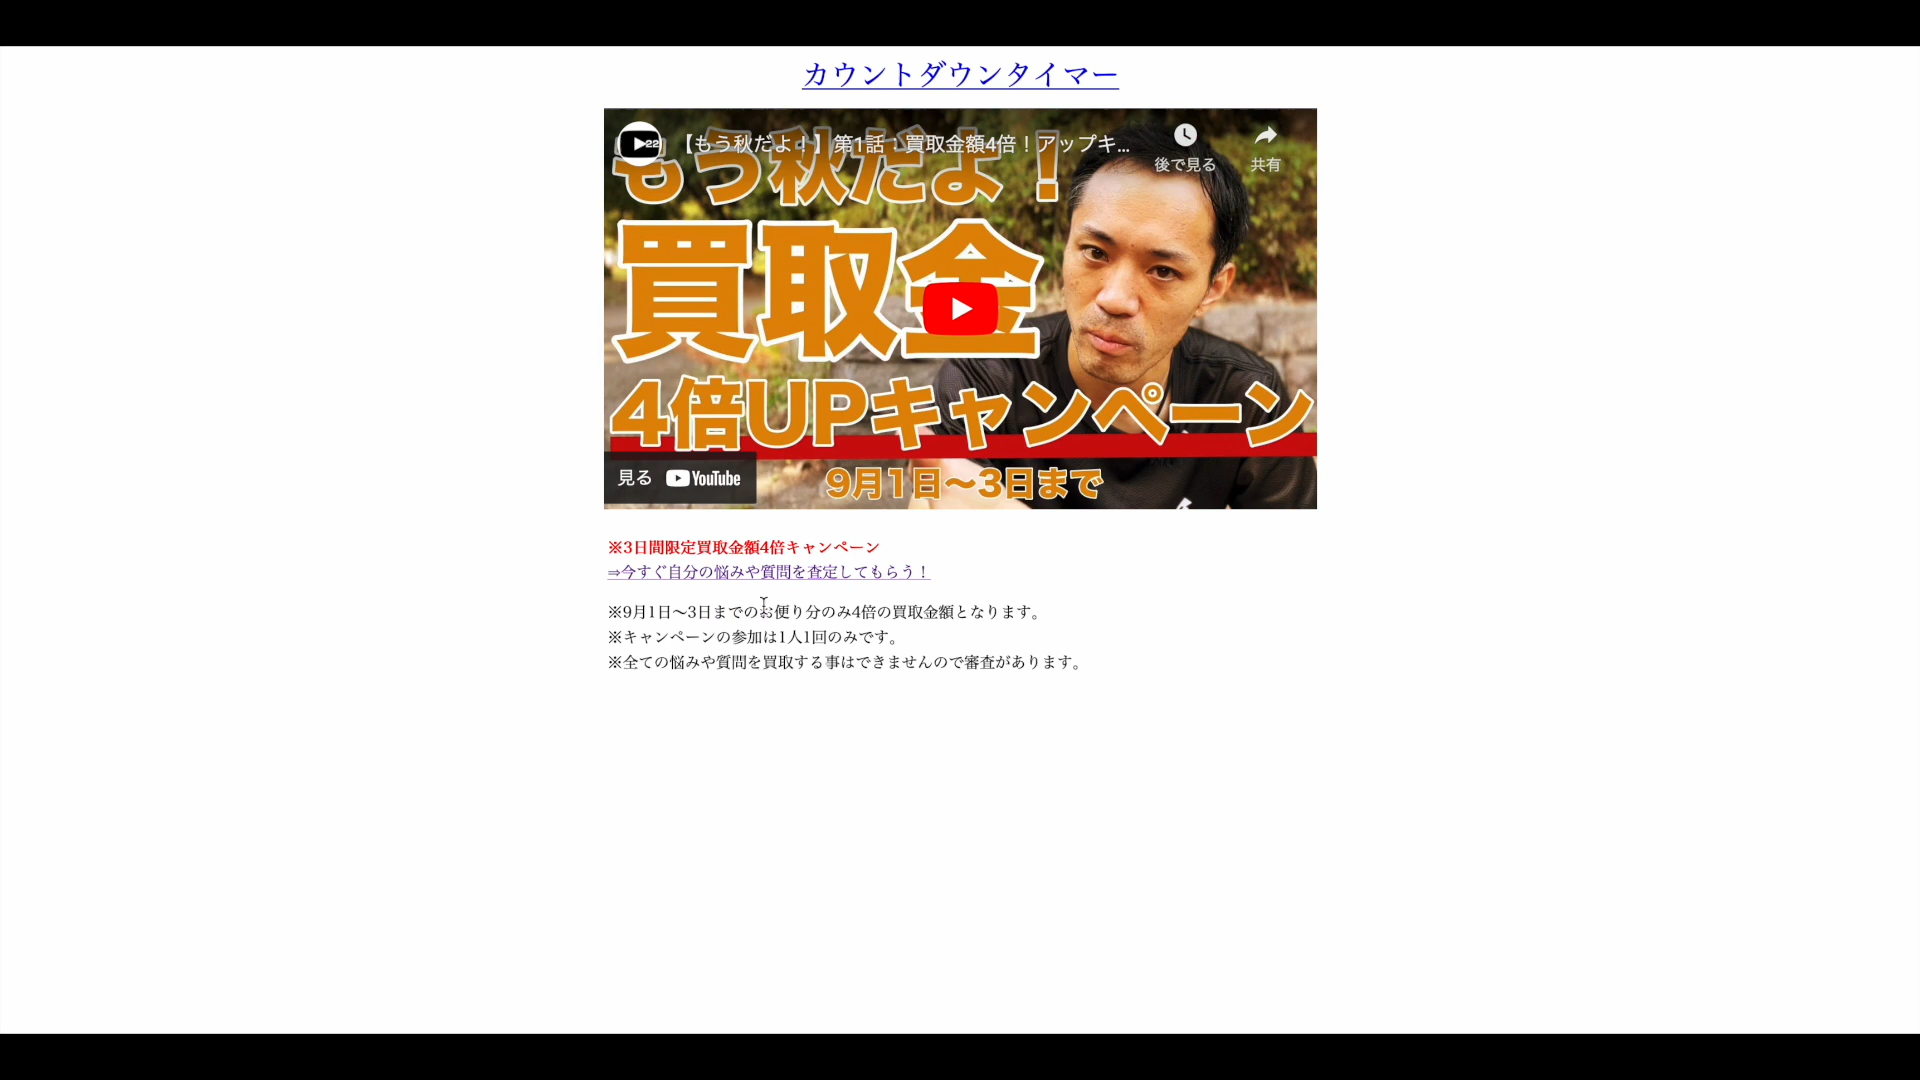 カウントダウンタイマー
22
【もう秋だよ！】第1話：買取金額4倍！アップキ...
後で見る
共有
もう秋だよ！
買取金
4倍UPキャンペーン
9月1日〜3日まで
見る YouTube
※3日間限定買取金額4倍キャンペーン
⇒今すぐ自分の悩みや質問を査定してもらう！
※9月1日〜3日までのお便り分のみ4倍の買取金額となります。
※キャンペーンの参加は1人1回のみです。
※全ての悩みや質問を買取する事はできませんので審査があります。